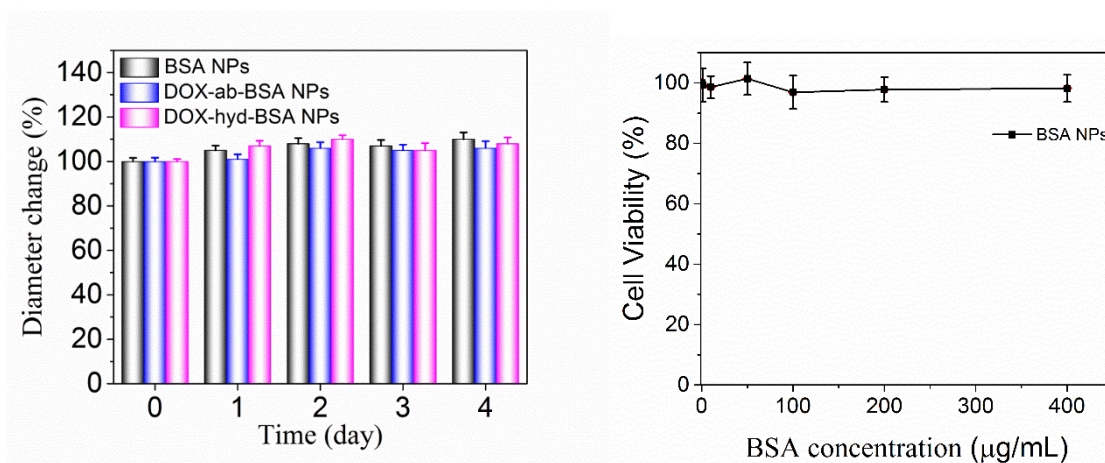 Diameter change (%)
140
120
100
80
60
40
20
0
BSA NPs
DOX-ab-BSA NPs
DOX-hyd-BSA NPs
0 1 2 3 4
Time (day)
Cell Viability (%)
100
80
60
40
20
0
BSA NPs
0 100 200 300 400
BSA concentration (μg/mL)